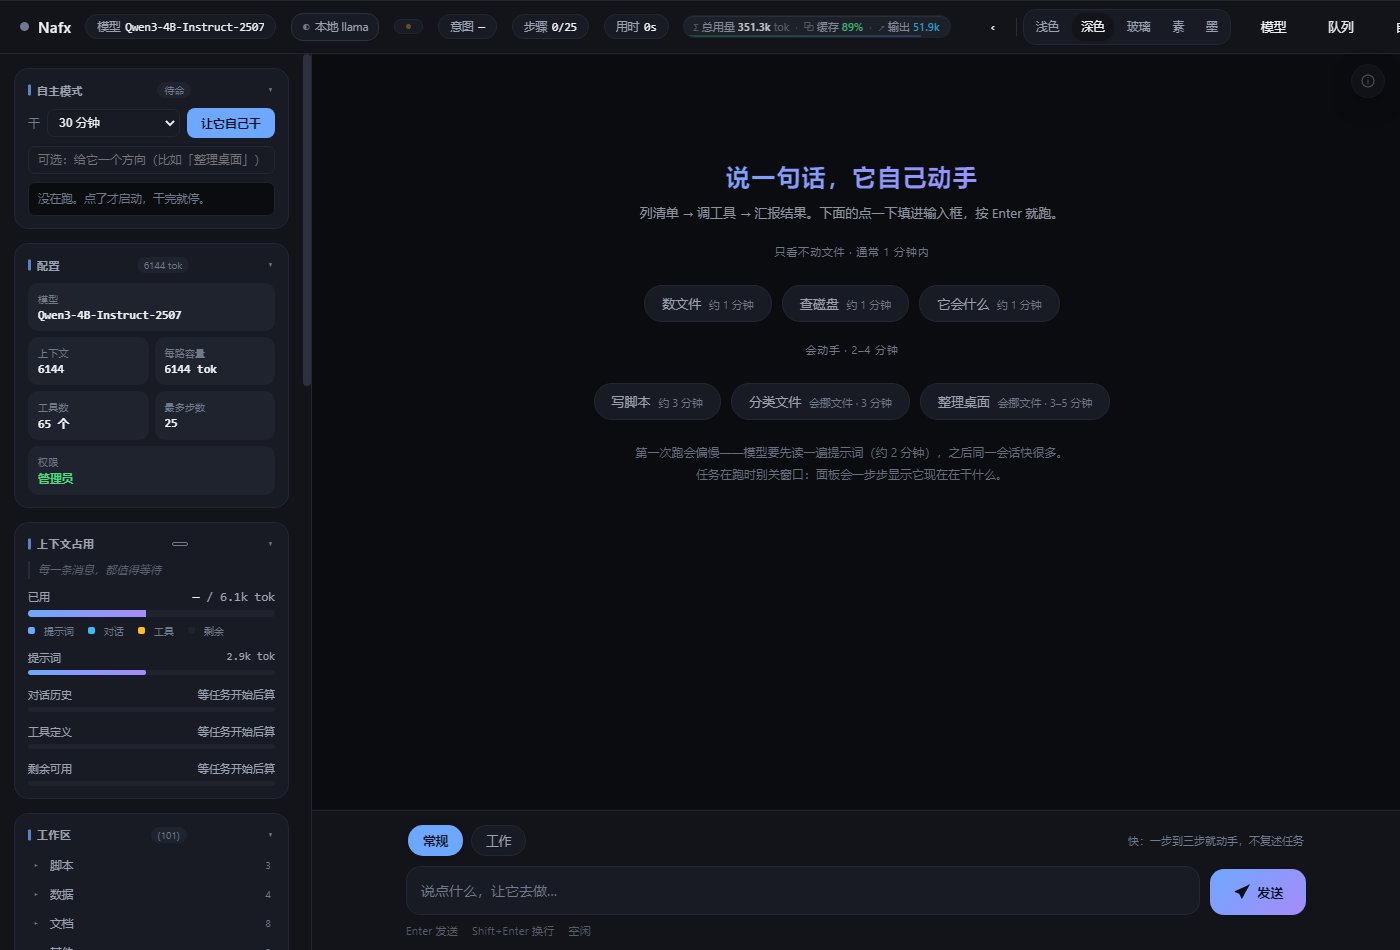 Nafx 模型 Qwen3-4B-Instruct-2507 本地 llama 意图 — 步骤 0/25 用时 0s Σ 总用量 351.3k tok · 缓存 89% · 输出 51.9k ‹ 浅色 深色 玻璃 素 墨 模型 队列
自主模式 待命
干 30 分钟 让它自己干
可选：给它一个方向（比如「整理桌面」）
没在跑。点了才启动，干完就停。
配置 6144 tok
模型
Qwen3-4B-Instruct-2507
上下文 每路容量
6144 6144 tok
工具数 最多步数
65 个 25
权限
管理员
上下文占用 —
每一条消息，都值得等待
已用 — / 6.1k tok
提示词 对话 工具 剩余
提示词 2.9k tok
对话历史 等任务开始后算
工具定义 等任务开始后算
剩余可用 等任务开始后算
工作区 (101)
脚本 3
数据 4
文档 8
说一句话，它自己动手
列清单 → 调工具 → 汇报结果。下面的点一下填进输入框，按 Enter 就跑。
只看不动文件 · 通常 1 分钟内
数文件 约 1 分钟 查磁盘 约 1 分钟 它会什么 约 1 分钟
会动手 · 2–4 分钟
写脚本 约 3 分钟 分类文件 会挪文件 · 3 分钟 整理桌面 会挪文件 · 3–5 分钟
第一次跑会偏慢——模型要先读一遍提示词（约 2 分钟），之后同一会话快很多。
任务在跑时别关窗口：面板会一步步显示它现在在干什么。
常规 工作 快：一步到三步就动手，不复述任务
说点什么，让它去做... 发送
Enter 发送 Shift+Enter 换行 空闲